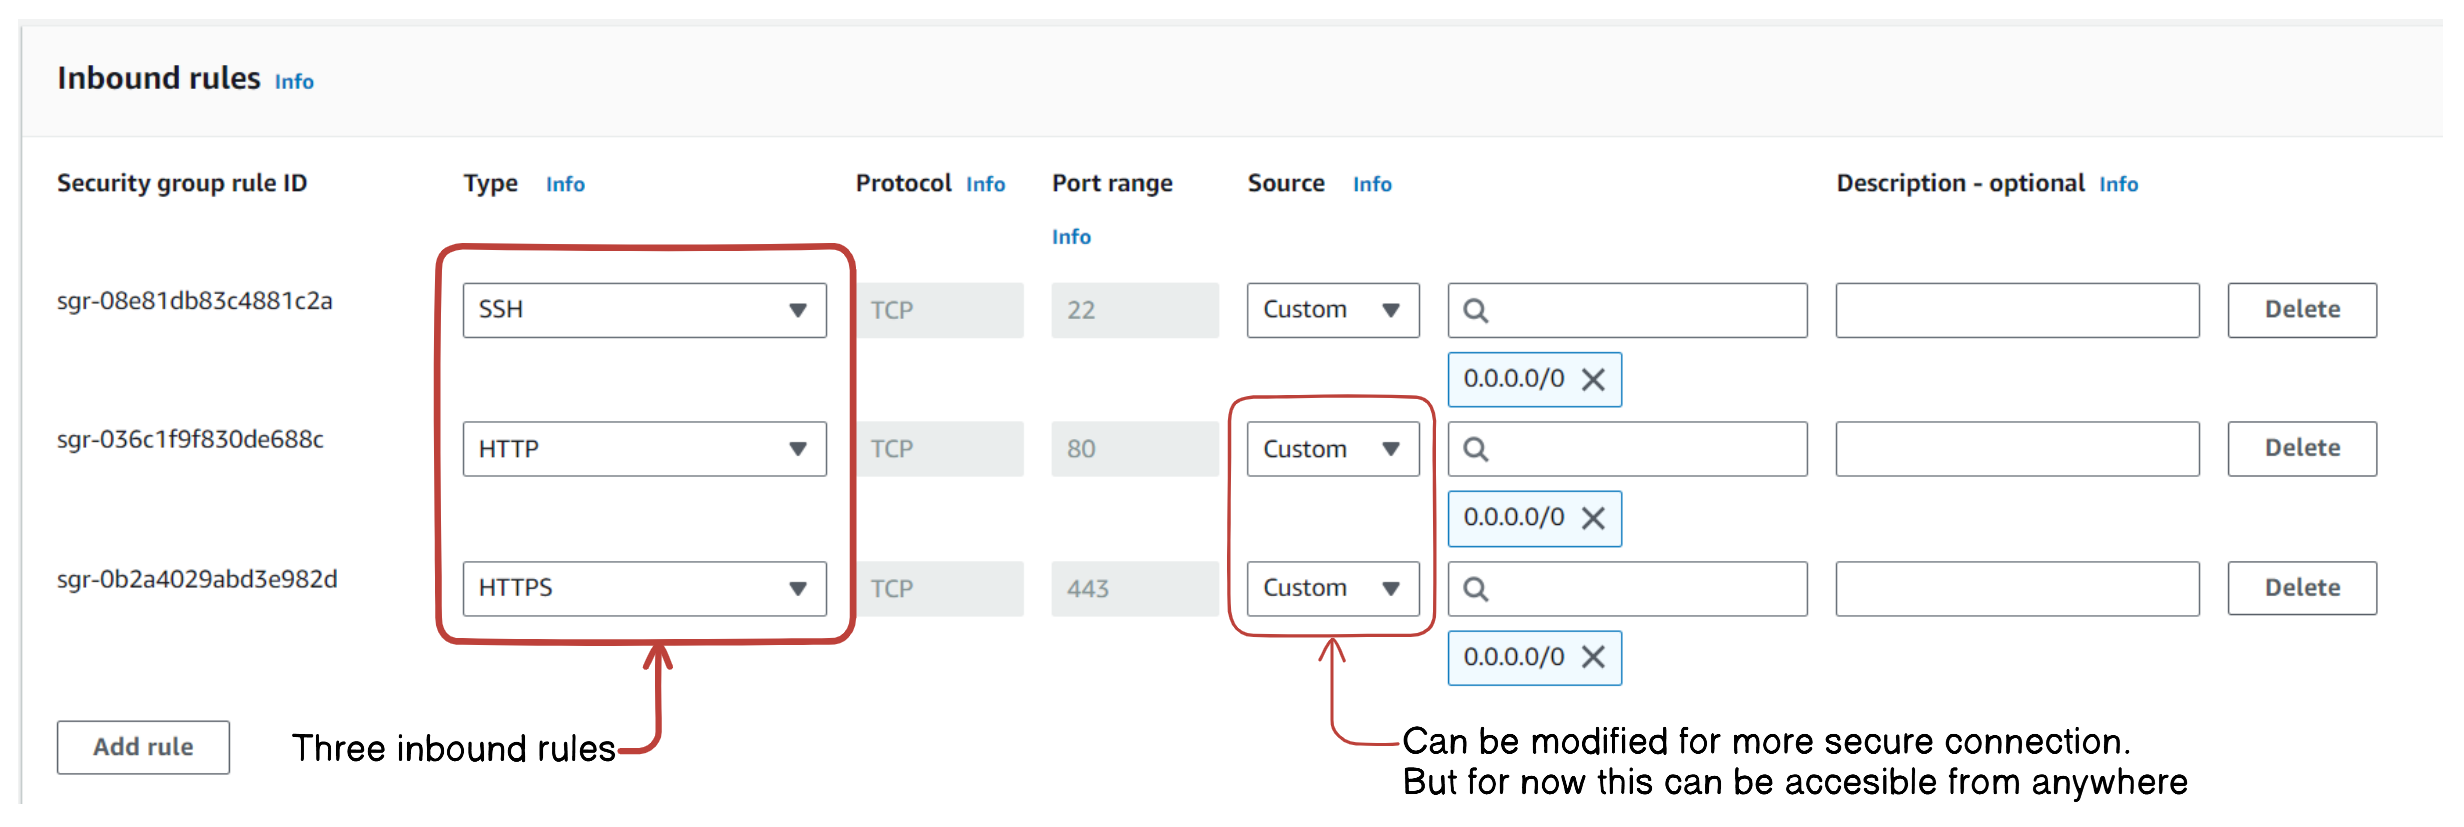 Inbound rules Info
Security group rule ID Type Info Protocol Info Port range Info Source Info Description - optional Info
sgr-08e81db83c4881c2a SSH TCP 22 Custom Delete
0.0.0.0/0
sgr-036c1f9f830de688c HTTP TCP 80 Custom Delete
0.0.0.0/0
sgr-0b2a4029abd3e982d HTTPS TCP 443 Custom Delete
0.0.0.0/0
Add rule Three inbound rules
Can be modified for more secure connection.
But for now this can be accesible from anywhere